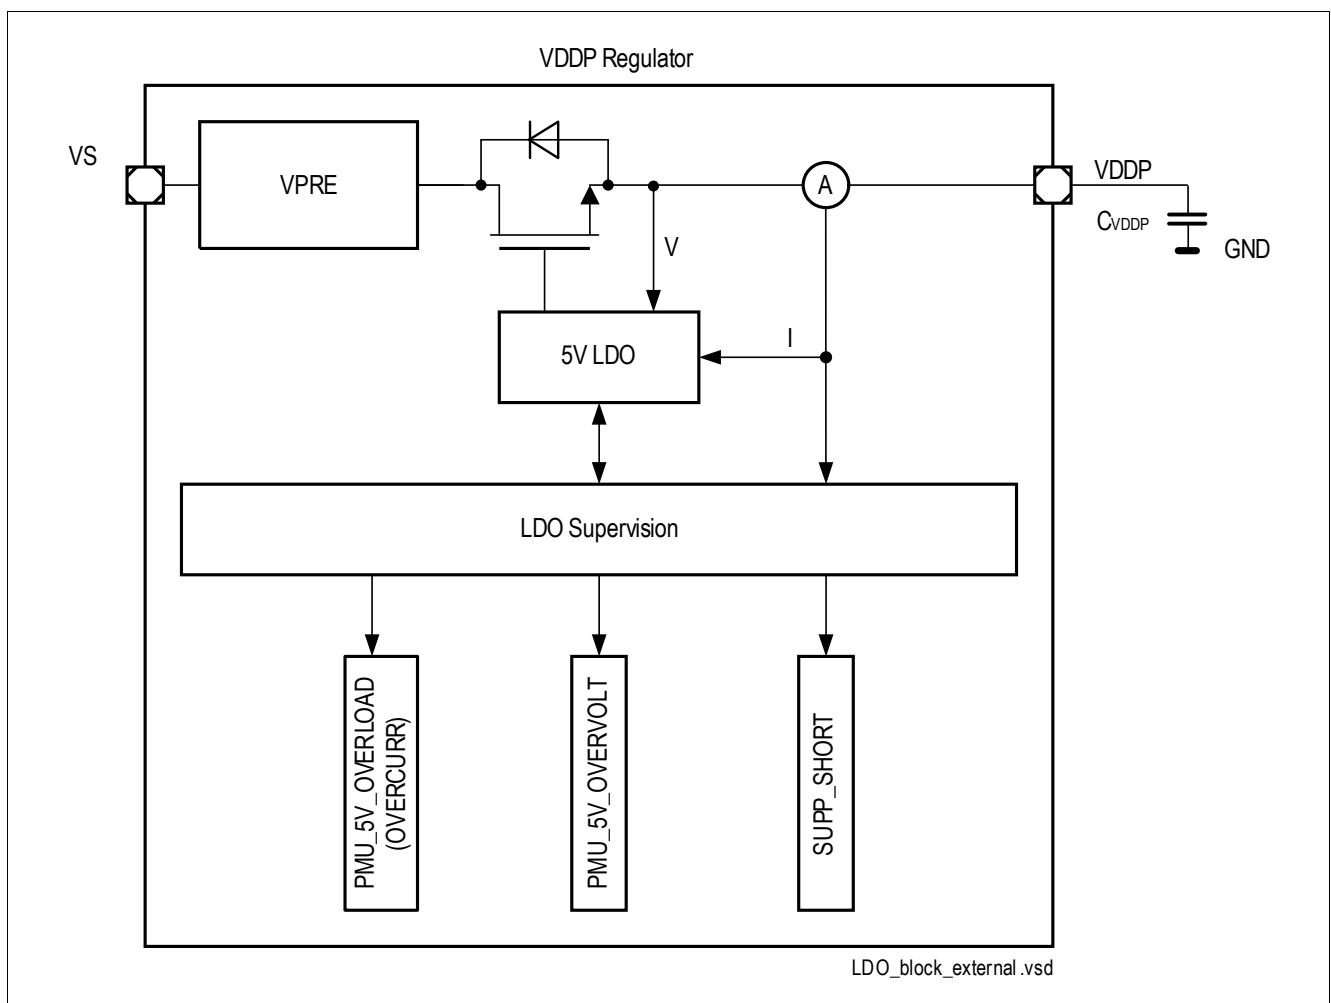 VDDP Regulator
VS
VPRE
A
VDDP
CVDDP
GND
V
I
5V LDO
LDO Supervision
PMU_5V_OVERLOAD
(OVERCURR)
PMU_5V_OVERVOLT
SUPP_SHORT
LDO_block_external.vsd